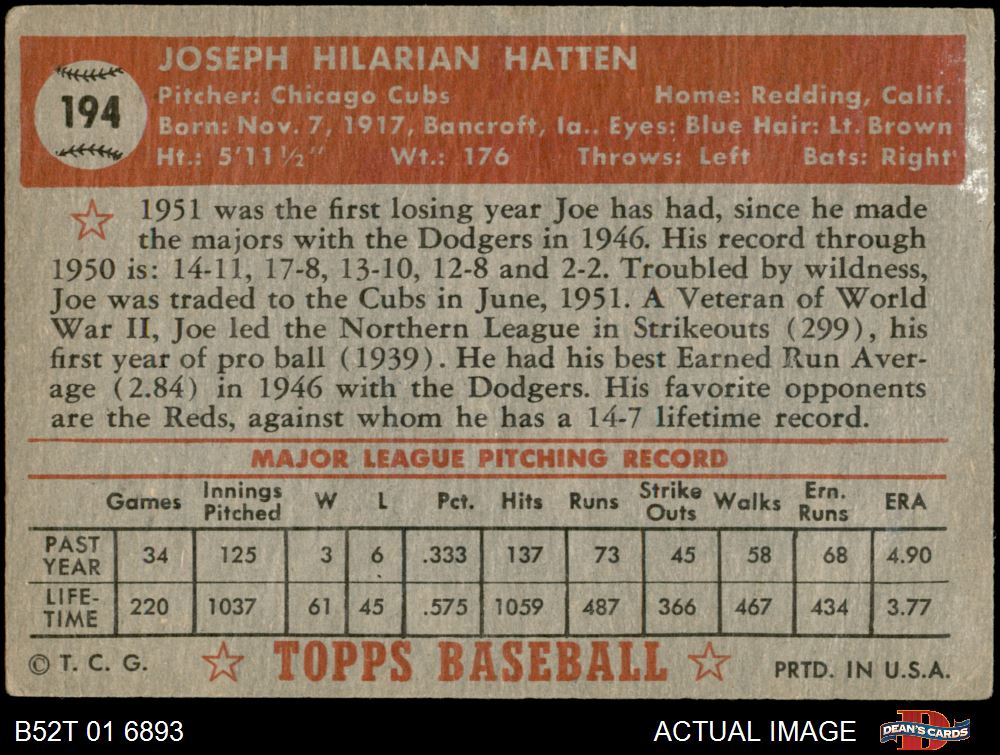 194
JOSEPH HILARIAN HATTEN
Pitcher: Chicago Cubs Home: Redding, Calif.
Born: Nov. 7, 1917, Bancroft, Ia.. Eyes: Blue Hair: Lt. Brown
Ht.: 5'11½" Wt.: 176 Throws: Left Bats: Right
1951 was the first losing year Joe has had, since he made
the majors with the Dodgers in 1946. His record through
1950 is: 14-11, 17-8, 13-10, 12-8 and 2-2. Troubled by wildness,
Joe was traded to the Cubs in June, 1951. A Veteran of World
War II, Joe led the Northern League in Strikeouts (299), his
first year of pro ball (1939). He had his best Earned Run Aver-
age (2.84) in 1946 with the Dodgers. His favorite opponents
are the Reds, against whom he has a 14-7 lifetime record.
MAJOR LEAGUE PITCHING RECORD
Games Innings Pitched W L Pct. Hits Runs Strike Outs Walks Ern. Runs ERA
PAST YEAR 34 125 3 6 .333 137 73 45 58 68 4.90
LIFE-TIME 220 1037 61 45 .575 1059 487 366 467 434 3.77
© T. C. G. TOPPS BASEBALL PRTD. IN U.S.A.
B52T 01 6893 ACTUAL IMAGE D DEAN'S CARDS